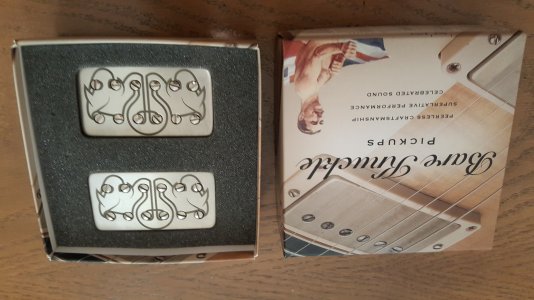 Bare Knuckle
PICKUPS
PEERLESS CRAFTSMANSHIP
SUPERLATIVE PERFORMANCE
CELEBRATED SOUND